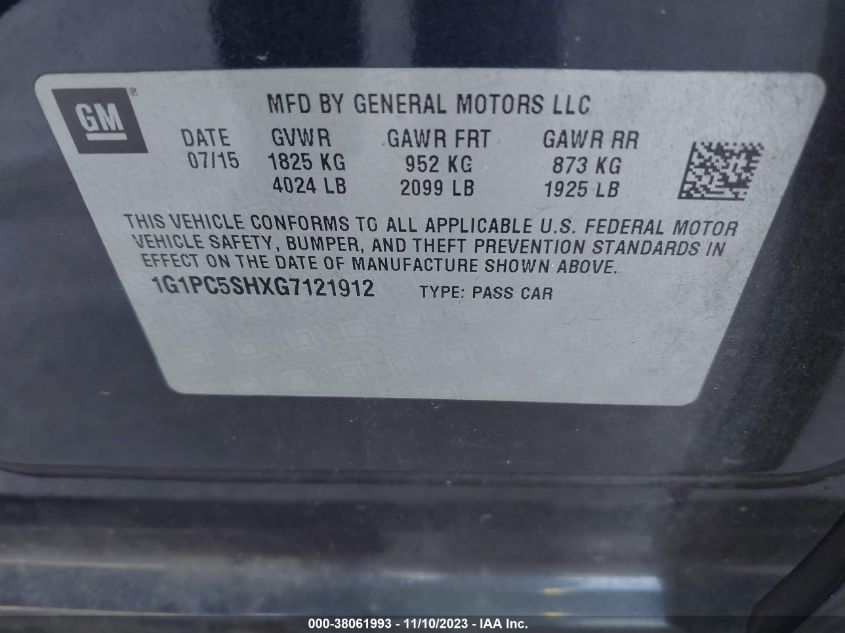 GM®
MFD BY GENERAL MOTORS LLC
DATE GVWR GAWR FRT GAWR RR
07/15 1825 KG 952 KG 873 KG
4024 LB 2099 LB 1925 LB
THIS VEHICLE CONFORMS TO ALL APPLICABLE U.S. FEDERAL MOTOR
VEHICLE SAFETY, BUMPER, AND THEFT PREVENTION STANDARDS IN
EFFECT ON THE DATE OF MANUFACTURE SHOWN ABOVE.
1G1PC5SHXG7121912 TYPE: PASS CAR
000-38061993 - 11/10/2023 - IAA Inc.